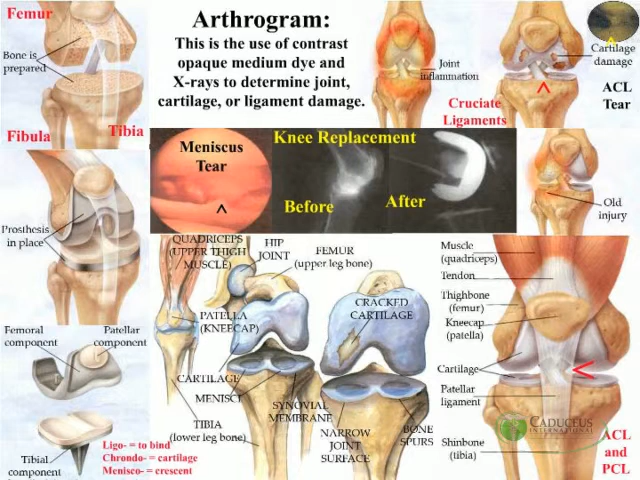 Femur
Bone is
prepared
Fibula
Tibia
Arthrogram:
This is the use of contrast
opaque medium dye and
X-rays to determine joint,
cartilage, or ligament damage.
Joint
inflammation
Cruciate
Ligaments
^
Cartilage
damage
ACL
Tear
^
Meniscus
Tear
^
Knee Replacement
Before
After
Old
injury
Prosthesis
in place
Femoral
component
Patellar
component
Tibial
component
Ligo- = to bind
Chrondo- = cartilage
Menisco- = crescent
QUADRICEPS
(UPPER THIGH
MUSCLE)
HIP
JOINT
FEMUR
(upper leg bone)
PATELLA
(KNEECAP)
CRACKED
CARTILAGE
CARTILAGE
MENISCI
SYNOVIAL
MEMBRANE
TIBIA
(lower leg bone)
NARROW
JOINT
SURFACE
BONE
SPURS
Muscle
(quadriceps)
Tendon
Thighbone
(femur)
Kneecap
(patella)
Cartilage
<
Patellar
ligament
CADUCEUS
INTERNATIONAL
Shinbone
(tibia)
ACL
and
PCL